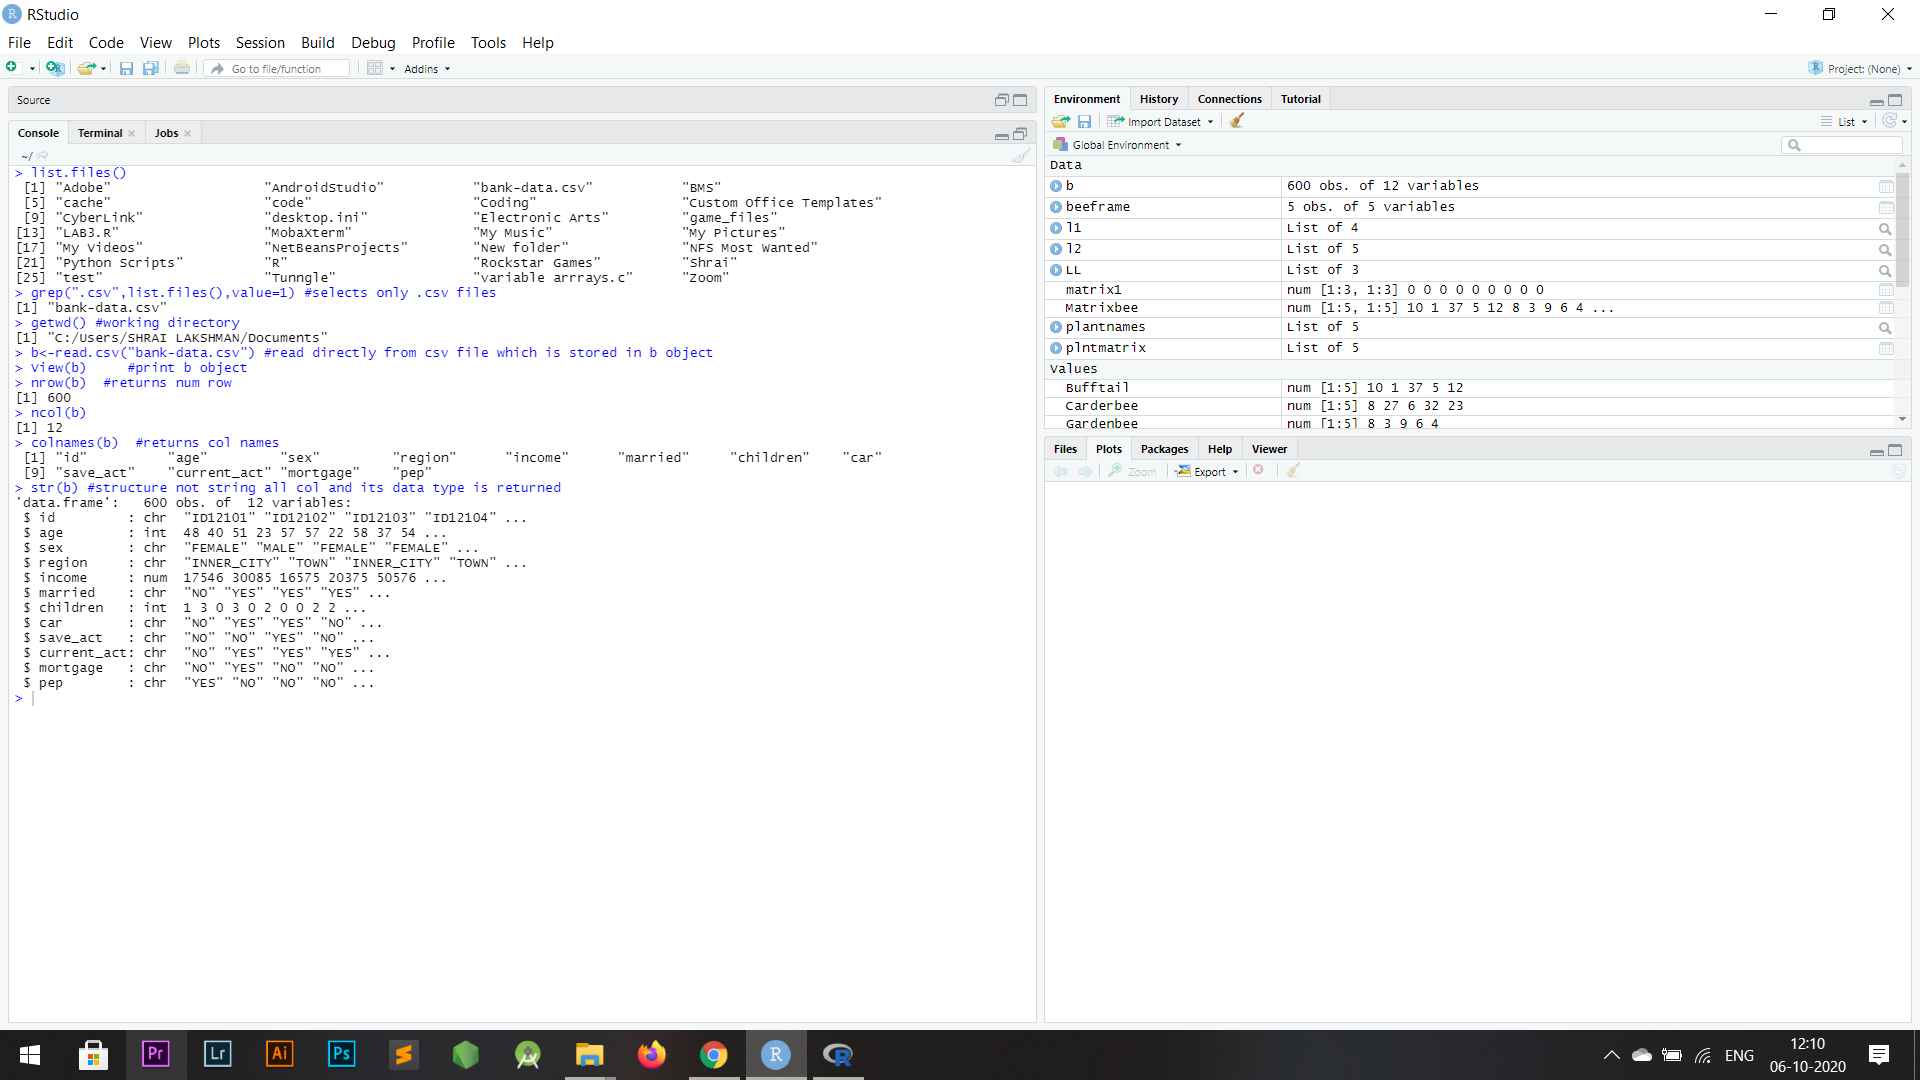 RStudio
File Edit Code View Plots Session Build Debug Profile Tools Help
Go to file/function Addins Project: (None)
Source
Console Terminal Jobs
~/
> list.files()
[1] "Adobe" "AndroidStudio" "bank-data.csv" "BMS"
[5] "cache" "code" "Coding" "Custom Office Templates"
[9] "CyberLink" "desktop.ini" "Electronic Arts" "game_files"
[13] "LAB3.R" "MobaXterm" "My Music" "My Pictures"
[17] "My Videos" "NetBeansProjects" "New folder" "NFS Most Wanted"
[21] "Python Scripts" "R" "Rockstar Games" "Shrai"
[25] "test" "Tunngle" "variable arrrays.c" "Zoom"
> grep(".csv",list.files(),value=1) #selects only .csv files
[1] "bank-data.csv"
> getwd() #working directory
[1] "C:/Users/SHRAI LAKSHMAN/Documents"
> b<-read.csv("bank-data.csv") #read directly from csv file which is stored in b object
> View(b) #print b object
> nrow(b) #returns num row
[1] 600
> ncol(b)
[1] 12
> colnames(b) #returns col names
[1] "id" "age" "sex" "region" "income" "married" "children" "car"
[9] "save_act" "current_act" "mortgage" "pep"
> str(b) #structure not string all col and its data type is returned
'data.frame': 600 obs. of 12 variables:
$ id : chr "ID12101" "ID12102" "ID12103" "ID12104" ...
$ age : int 48 40 51 23 57 57 22 58 37 54 ...
$ sex : chr "FEMALE" "MALE" "FEMALE" "FEMALE" ...
$ region : chr "INNER_CITY" "TOWN" "INNER_CITY" "TOWN" ...
$ income : num 17546 30085 16575 20375 50576 ...
$ married : chr "NO" "YES" "YES" "YES" ...
$ children : int 1 3 0 3 0 2 0 0 2 2 ...
$ car : chr "NO" "YES" "YES" "NO" ...
$ save_act : chr "NO" "NO" "YES" "NO" ...
$ current_act: chr "NO" "YES" "YES" "YES" ...
$ mortgage : chr "NO" "YES" "NO" "NO" ...
$ pep : chr "YES" "NO" "NO" "NO" ...
>
Environment History Connections Tutorial
Import Dataset List
Global Environment
Data
b 600 obs. of 12 variables
beeframe 5 obs. of 5 variables
l1 List of 4
l2 List of 5
LL List of 3
matrix1 num [1:3, 1:3] 0 0 0 0 0 0 0 0 0
Matrixbee num [1:5, 1:5] 10 1 37 5 12 8 3 9 6 4 ...
plantnames List of 5
plntmatrix List of 5
Values
Bufftail num [1:5] 10 1 37 5 12
Carderbee num [1:5] 8 27 6 32 23
Gardenbee num [1:5] 8 3 9 6 4
Files Plots Packages Help Viewer
Zoom Export
Pr Lr Ai Ps R R ENG 12:10
06-10-2020